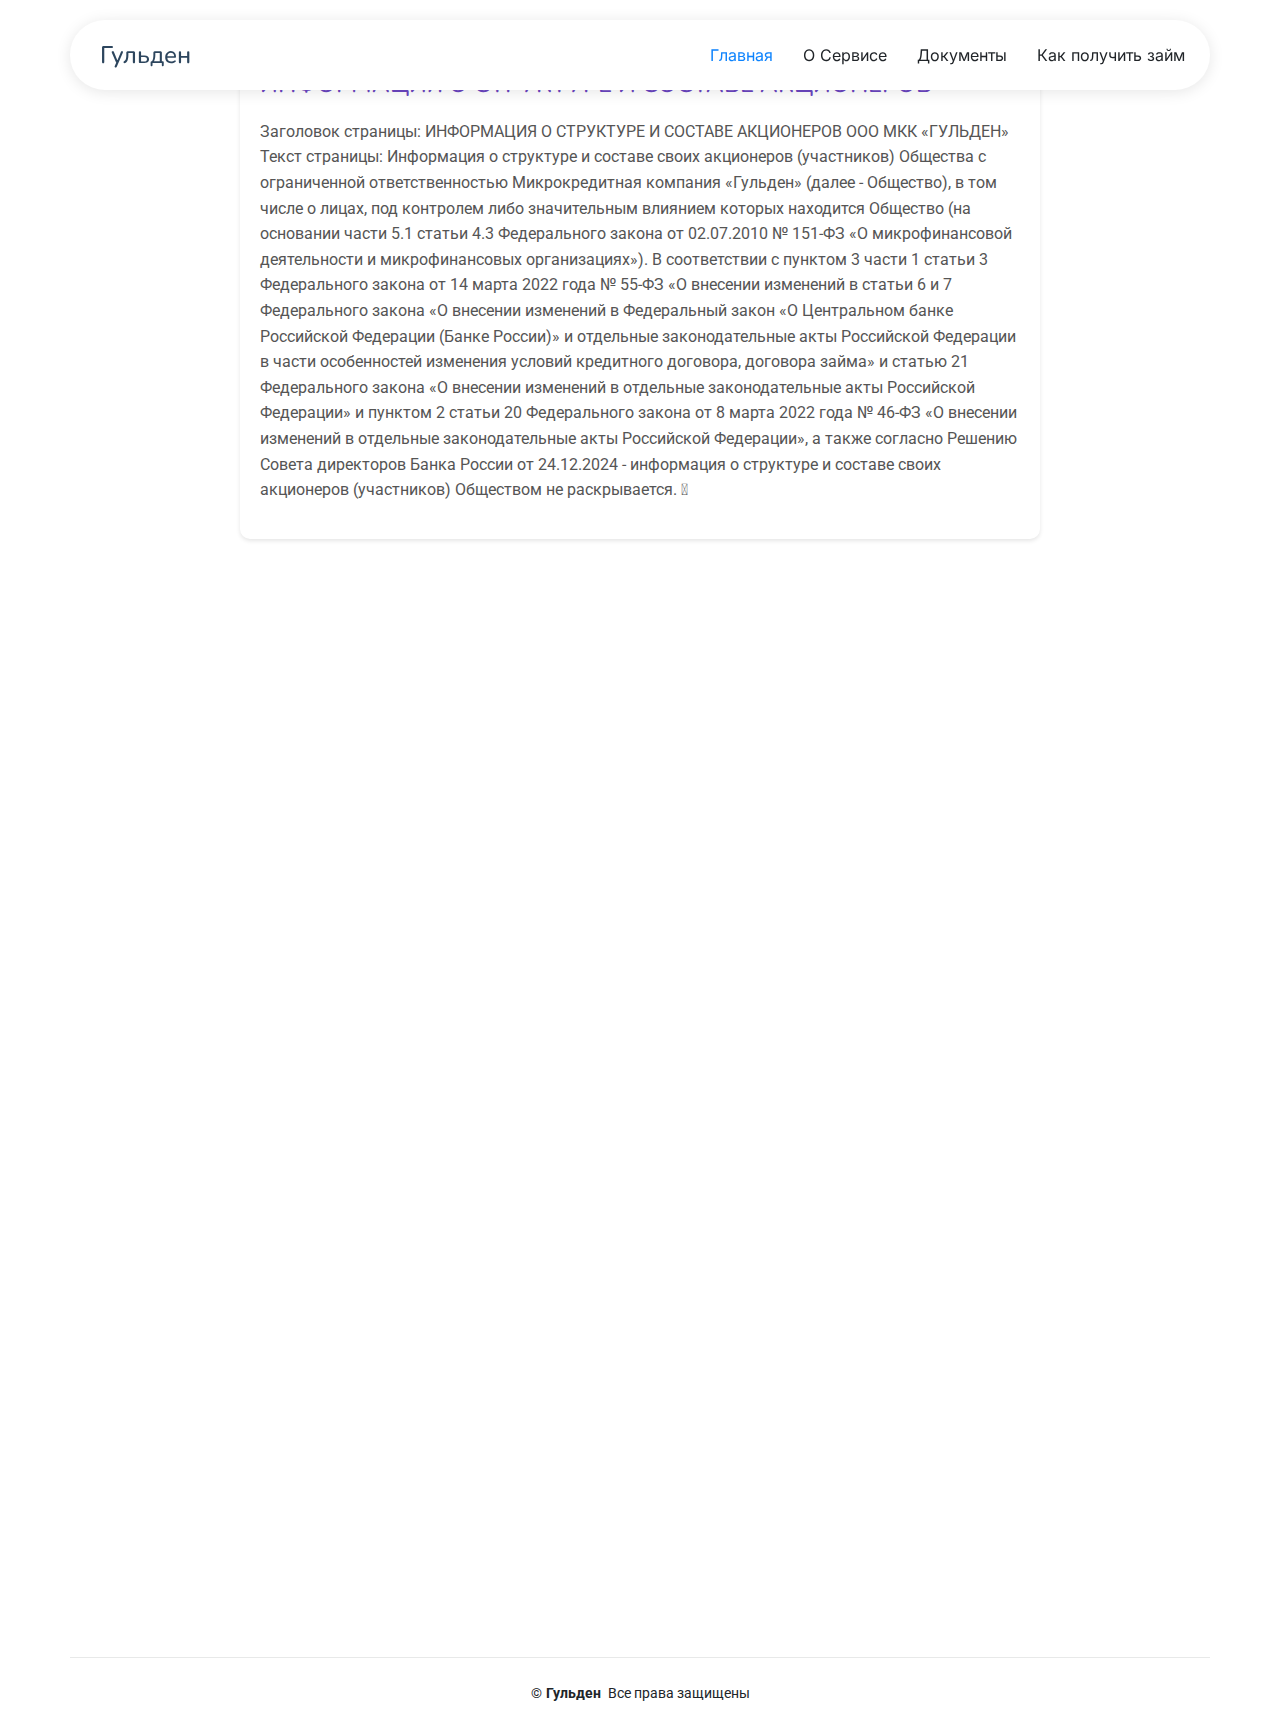 Гульден
Главная
О Сервисе
Документы
Как получить займ
ИНФОРМАЦИЯ О СТРУКТУРЕ И СОСТАВЕ АКЦИОНЕРОВ
Заголовок страницы: ИНФОРМАЦИЯ О СТРУКТУРЕ И СОСТАВЕ АКЦИОНЕРОВ ООО МКК «ГУЛЬДЕН»
Текст страницы: Информация о структуре и составе своих акционеров (участников) Общества с
ограниченной ответственностью Микрокредитная компания «Гульден» (далее - Общество), в том
числе о лицах, под контролем либо значительным влиянием которых находится Общество (на
основании части 5.1 статьи 4.3 Федерального закона от 02.07.2010 № 151-ФЗ «О микрофинансовой
деятельности и микрофинансовых организациях»). В соответствии с пунктом 3 части 1 статьи 3
Федерального закона от 14 марта 2022 года № 55-ФЗ «О внесении изменений в статьи 6 и 7
Федерального закона «О внесении изменений в Федеральный закон «О Центральном банке
Российской Федерации (Банке России)» и отдельные законодательные акты Российской Федерации
в части особенностей изменения условий кредитного договора, договора займа» и статью 21
Федерального закона «О внесении изменений в отдельные законодательные акты Российской
Федерации» и пунктом 2 статьи 20 Федерального закона от 8 марта 2022 года № 46-ФЗ «О внесении
изменений в отдельные законодательные акты Российской Федерации», а также согласно Решению
Совета директоров Банка России от 24.12.2024 - информация о структуре и составе своих
акционеров (участников) Обществом не раскрывается.
© Гульден Все права защищены